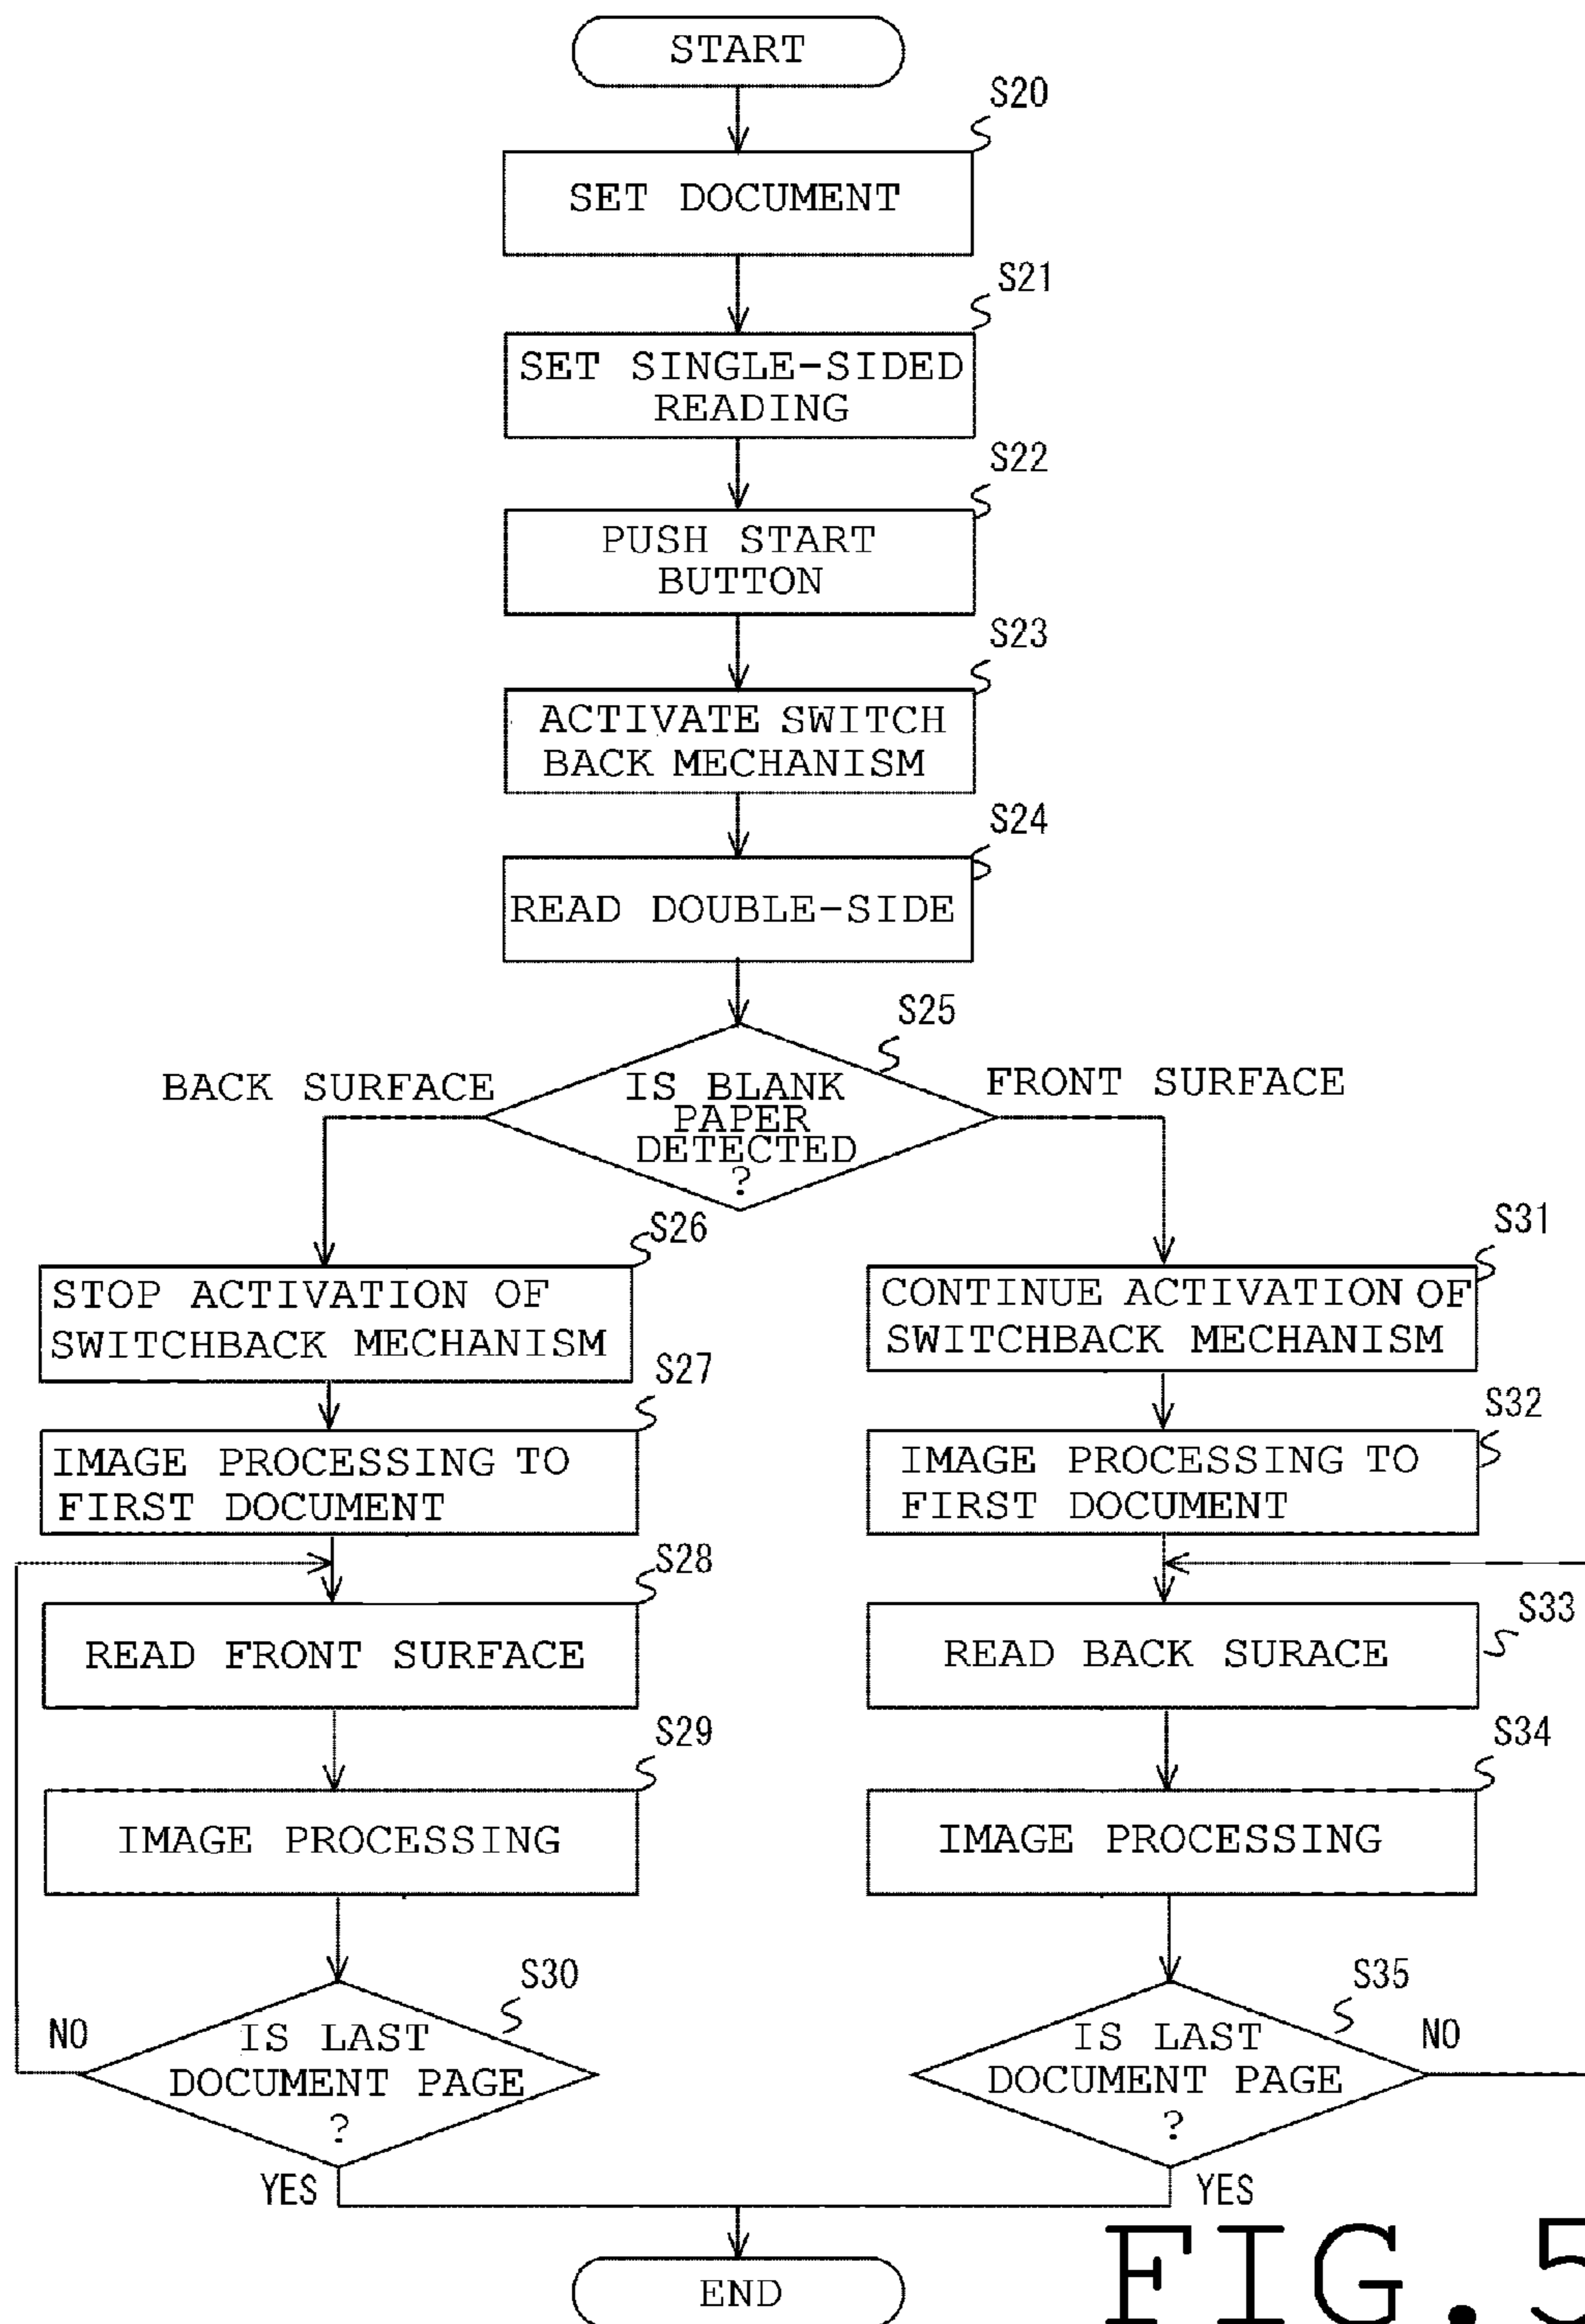 START
S20
SET DOCUMENT
S21
SET SINGLE-SIDED
READING
S22
PUSH START
BUTTON
S23
ACTIVATE SWITCH
BACK MECHANISM
S24
READ DOUBLE-SIDE
S25
IS BLANK
PAPER
DETECTED
?
BACK SURFACE
FRONT SURFACE
S26
STOP ACTIVATION OF
SWITCHBACK MECHANISM
S27
IMAGE PROCESSING TO
FIRST DOCUMENT
S28
READ FRONT SURFACE
S29
IMAGE PROCESSING
S30
IS LAST
DOCUMENT PAGE
?
NO
YES
S31
CONTINUE ACTIVATION OF
SWITCHBACK MECHANISM
S32
IMAGE PROCESSING TO
FIRST DOCUMENT
S33
READ BACK SURACE
S34
IMAGE PROCESSING
S35
IS LAST
DOCUMENT PAGE
?
NO
YES
END
FIG.5